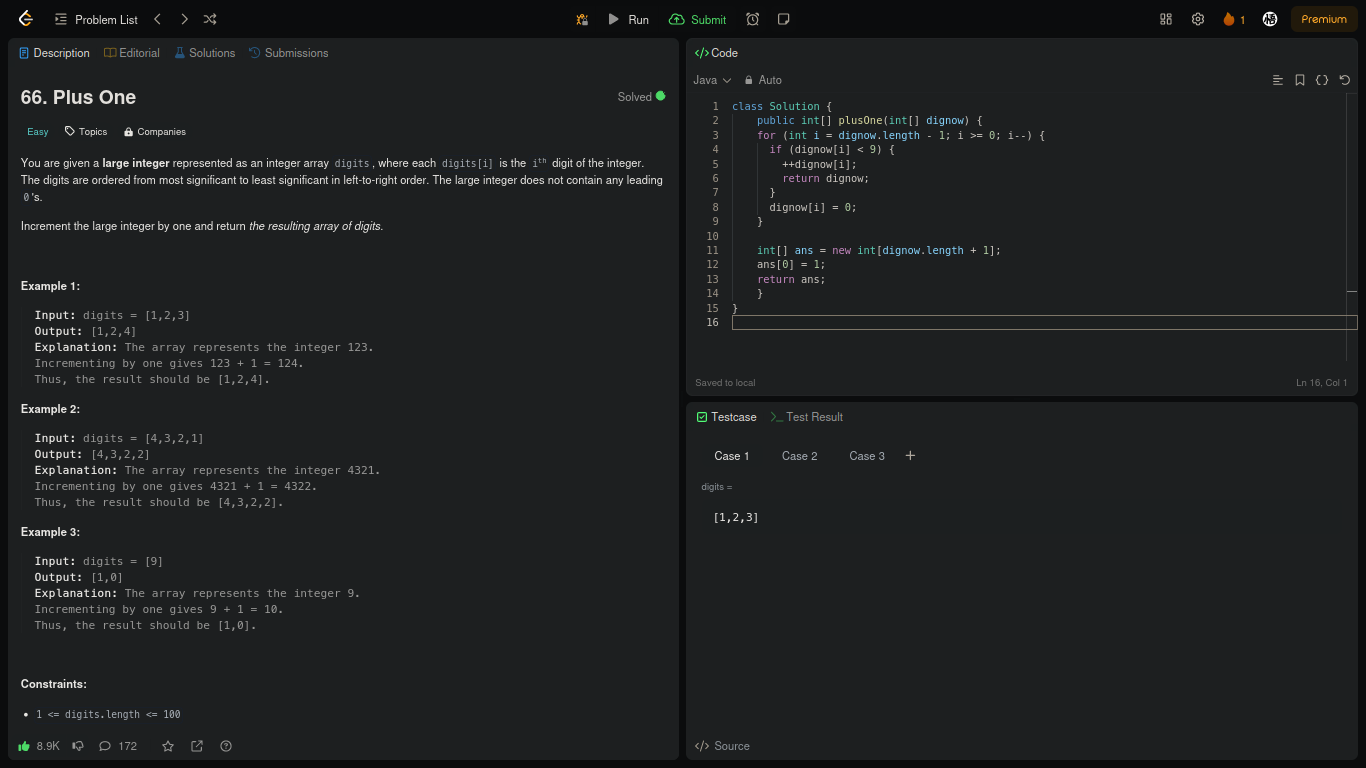 Problem List
Run
Submit
1
Premium
Description
Editorial
Solutions
Submissions
66. Plus One
Solved
Easy
Topics
Companies
You are given a large integer represented as an integer array digits, where each digits[i] is the ith digit of the integer.
The digits are ordered from most significant to least significant in left-to-right order. The large integer does not contain any leading
0's.
Increment the large integer by one and return the resulting array of digits.
Example 1:
Input: digits = [1,2,3]
Output: [1,2,4]
Explanation: The array represents the integer 123.
Incrementing by one gives 123 + 1 = 124.
Thus, the result should be [1,2,4].
Example 2:
Input: digits = [4,3,2,1]
Output: [4,3,2,2]
Explanation: The array represents the integer 4321.
Incrementing by one gives 4321 + 1 = 4322.
Thus, the result should be [4,3,2,2].
Example 3:
Input: digits = [9]
Output: [1,0]
Explanation: The array represents the integer 9.
Incrementing by one gives 9 + 1 = 10.
Thus, the result should be [1,0].
Constraints:
• 1 <= digits.length <= 100
8.9K
172
</> Code
Java
Auto
1 class Solution {
2 public int[] plusOne(int[] dignow) {
3 for (int i = dignow.length - 1; i >= 0; i--) {
4 if (dignow[i] < 9) {
5 ++dignow[i];
6 return dignow;
7 }
8 dignow[i] = 0;
9 }
10
11 int[] ans = new int[dignow.length + 1];
12 ans[0] = 1;
13 return ans;
14 }
15 }
16
Saved to local
Ln 16, Col 1
Testcase
Test Result
Case 1
Case 2
Case 3
+
digits =
[1,2,3]
</> Source